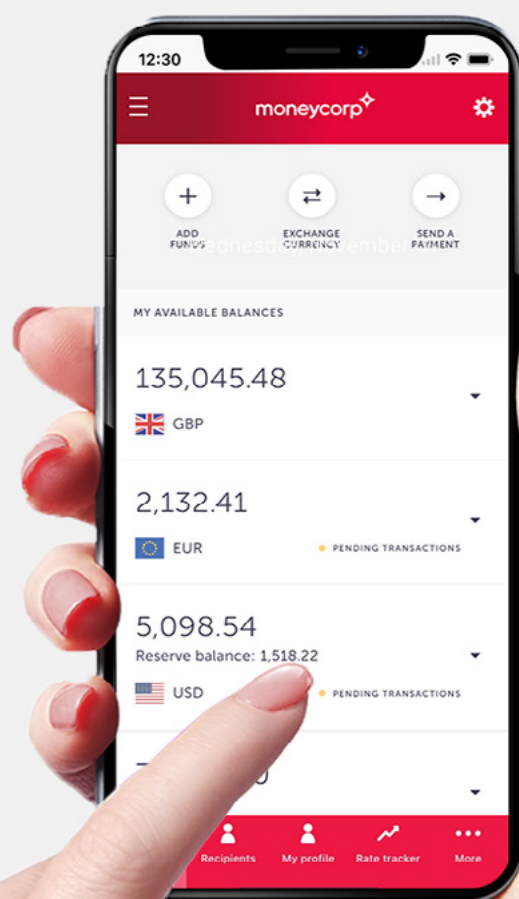 12:30
moneycorp
ADD
FUNDS
EXCHANGE
CURRENCY
SEND A
PAYMENT
MY AVAILABLE BALANCES
135,045.48
GBP
2,132.41
EUR
PENDING TRANSACTIONS
5,098.54
Reserve balance: 1,518.22
USD
PENDING TRANSACTIONS
Recipients
My profile
Rate tracker
More